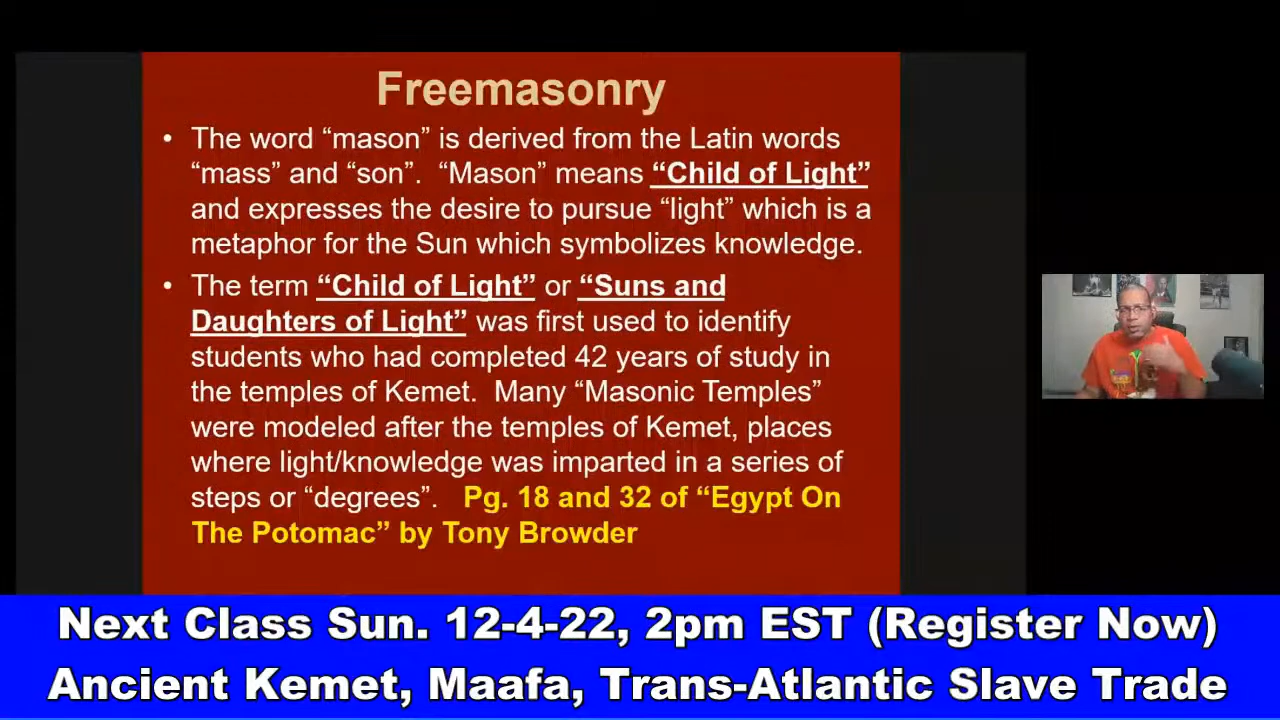 Freemasonry
• The word “mason” is derived from the Latin words
“mass” and “son”. “Mason” means “Child of Light”
and expresses the desire to pursue “light” which is a
metaphor for the Sun which symbolizes knowledge.
• The term “Child of Light” or “Suns and
Daughters of Light” was first used to identify
students who had completed 42 years of study in
the temples of Kemet. Many “Masonic Temples”
were modeled after the temples of Kemet, places
where light/knowledge was imparted in a series of
steps or “degrees”. Pg. 18 and 32 of “Egypt On
The Potomac” by Tony Browder
Next Class Sun. 12-4-22, 2pm EST (Register Now)
Ancient Kemet, Maafa, Trans-Atlantic Slave Trade